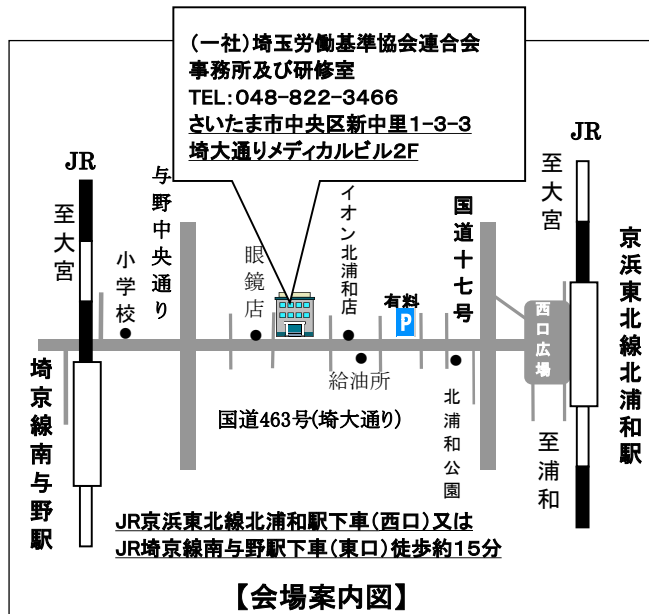 （一社）埼玉労働基準協会連合会
事務所及び研修室
TEL:048-822-3466
さいたま市中央区新中里1-3-3
埼大通りメディカルビル2F
JR
至大宮
小学校
与野中央通り
眼鏡店
イオン北浦和店
有料
P
国道十七号
JR
至大宮
京浜東北線北浦和駅
西口広場
給油所
北浦和公園
至浦和
埼京線南与野駅
国道463号(埼大通り)
JR京浜東北線北浦和駅下車（西口）又は
JR埼京線南与野駅下車（東口）徒歩約１５分
【会場案内図】